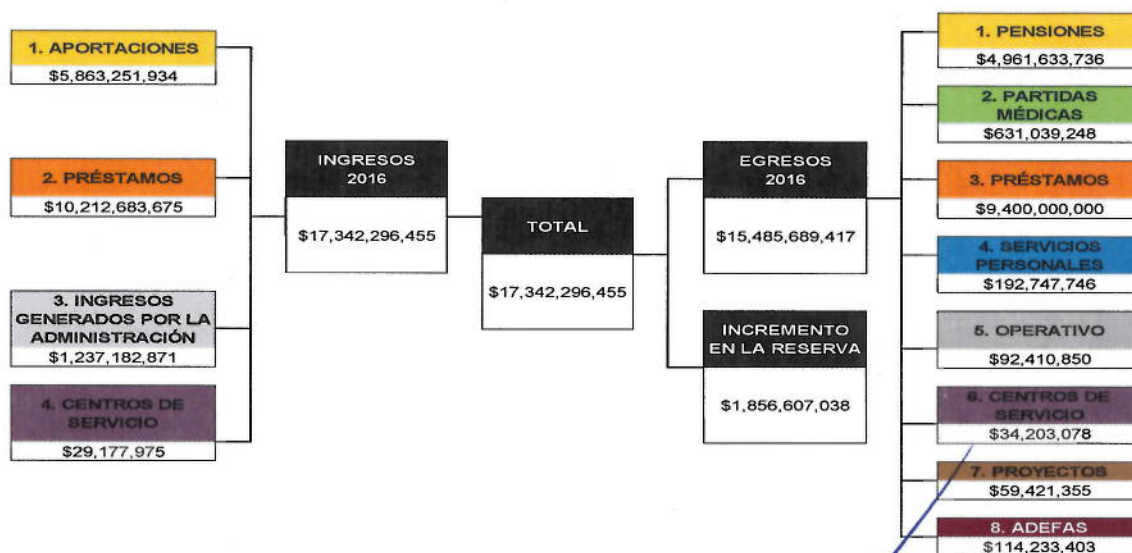 1. APORTACIONES
$5,863,251,934
2. PRÉSTAMOS
$10,212,683,675
3. INGRESOS
GENERADOS POR LA
ADMINISTRACIÓN
$1,237,182,871
4. CENTROS DE
SERVICIO
$29,177,975
INGRESOS
2016
$17,342,296,455
TOTAL
$17,342,296,455
EGRESOS
2016
$15,485,689,417
INCREMENTO
EN LA RESERVA
$1,856,607,038
1. PENSIONES
$4,961,633,736
2. PARTIDAS
MÉDICAS
$631,039,248
3. PRÉSTAMOS
$9,400,000,000
4. SERVICIOS
PERSONALES
$192,747,746
5. OPERATIVO
$92,410,850
6. CENTROS DE
SERVICIO
$34,203,078
7. PROYECTOS
$59,421,355
8. ADEFAS
$114,233,403